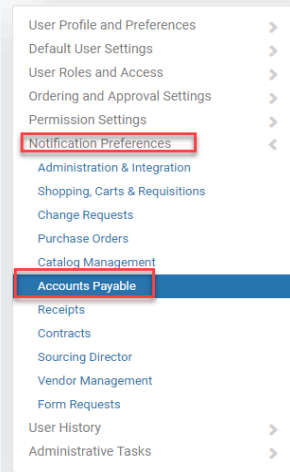 User Profile and Preferences
Default User Settings
User Roles and Access
Ordering and Approval Settings
Permission Settings
Notification Preferences
Administration & Integration
Shopping, Carts & Requisitions
Change Requests
Purchase Orders
Catalog Management
Accounts Payable
Receipts
Contracts
Sourcing Director
Vendor Management
Form Requests
User History
Administrative Tasks